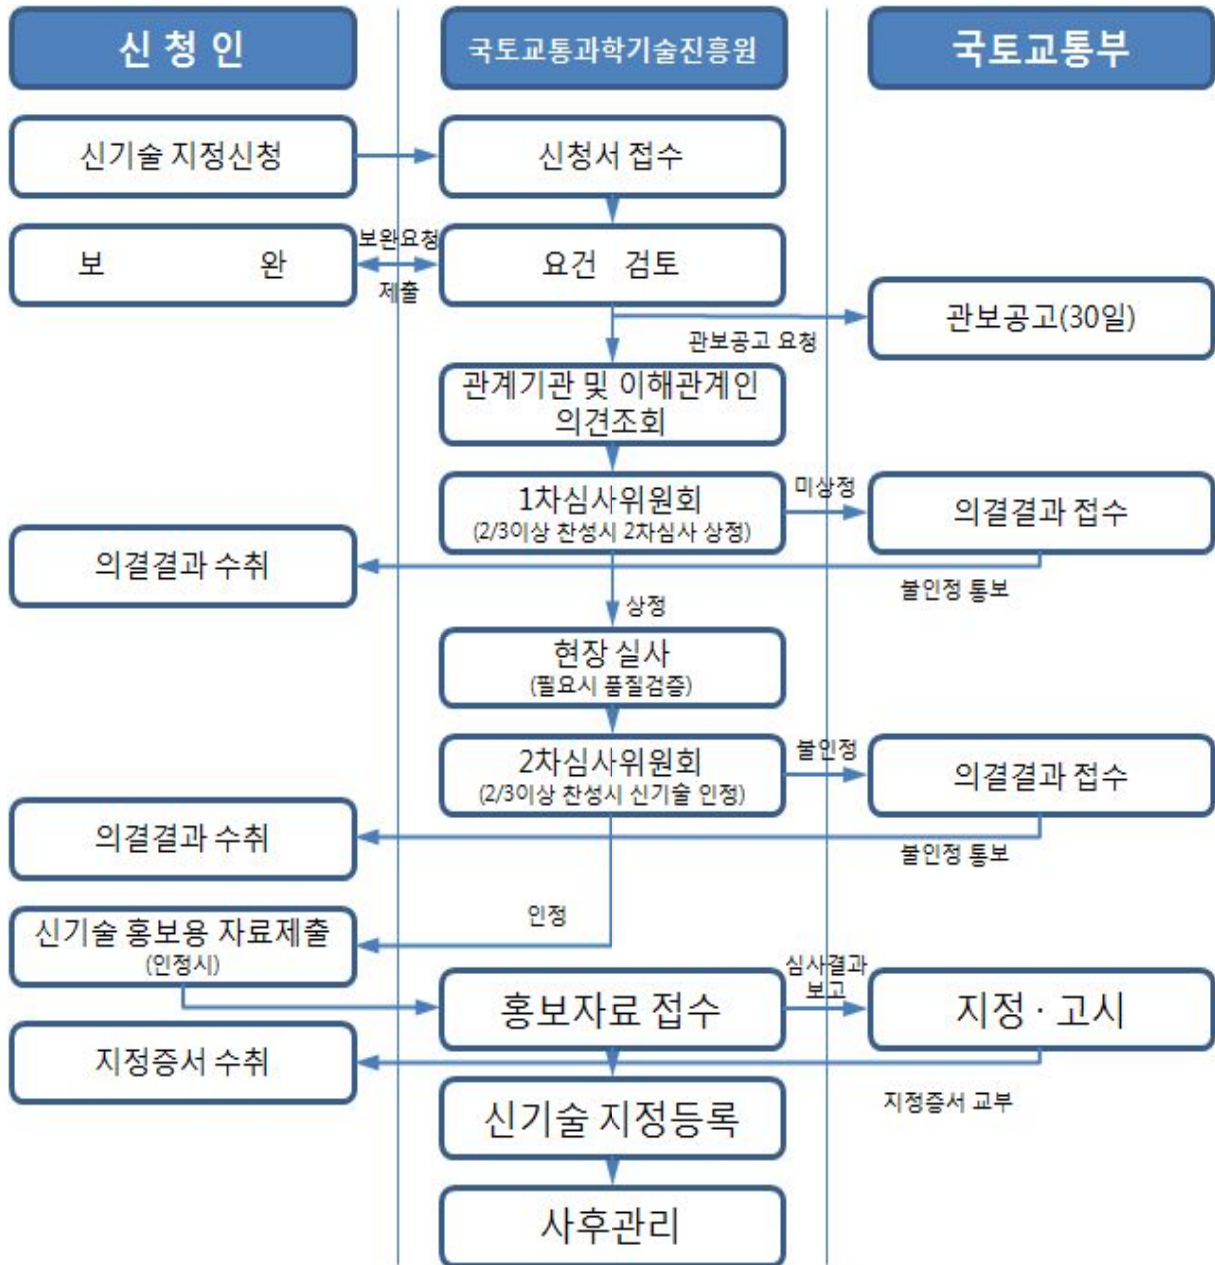 신 청 인
국토교통과학기술진흥원
국토교통부
신기술 지정신청
신청서 접수
보 완
보완요청
제출
요건 검토
관보공고(30일)
관보공고 요청
관계기관 및 이해관계인
의견조회
1차심사위원회
(2/3이상 찬성시 2차심사 상정)
미상정
의결결과 접수
의결결과 수취
불인정 통보
상정
현장 실사
(필요시 품질검증)
2차심사위원회
(2/3이상 찬성시 신기술 인정)
불인정
의결결과 접수
의결결과 수취
불인정 통보
인정
신기술 홍보용 자료제출
(인정시)
홍보자료 접수
심사결과
보고
지정 · 고시
지정증서 수취
지정증서 교부
신기술 지정등록
사후관리